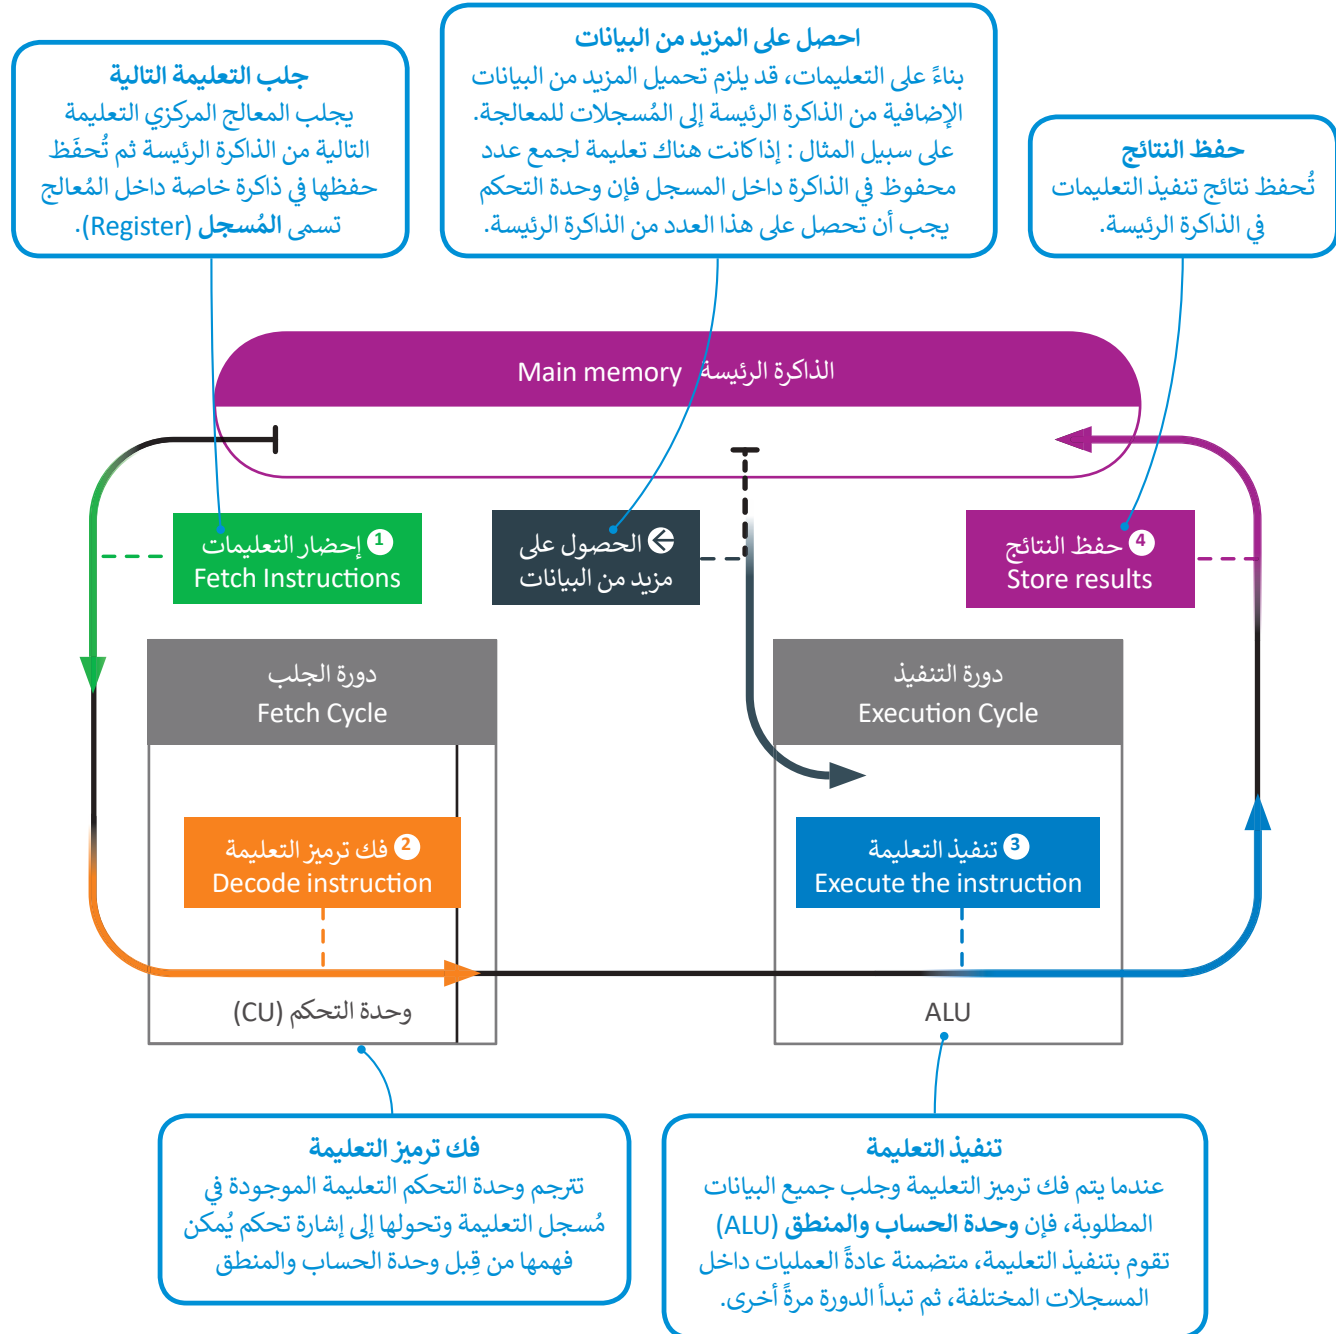 جلب التعليمة التالية
يجلب المعالج المركزي التعليمة
التالية من الذاكرة الرئيسة ثم تُحفَظ
حفظها في ذاكرة خاصة داخل المُعالج
تسمى المُسجل (Register).
احصل على المزيد من البيانات
بناءً على التعليمات، قد يلزم تحميل المزيد من البيانات
الإضافية من الذاكرة الرئيسة إلى المُسجلات للمعالجة.
على سبيل المثال : إذا كانت هناك تعليمة لجمع عدد
محفوظ في الذاكرة داخل المسجل فإن وحدة التحكم
يجب أن تحصل على هذا العدد من الذاكرة الرئيسة.
حفظ النتائج
تُحفظ نتائج تنفيذ التعليمات
في الذاكرة الرئيسة.
الذاكرة الرئيسة Main memory
1 إحضار التعليمات
Fetch Instructions
الحصول على
مزيد من البيانات
4 حفظ النتائج
Store results
دورة الجلب
Fetch Cycle
دورة التنفيذ
Execution Cycle
2 فك ترميز التعليمة
Decode instruction
3 تنفيذ التعليمة
Execute the instruction
وحدة التحكم (CU)
ALU
فك ترميز التعليمة
تترجم وحدة التحكم التعليمة الموجودة في
مُسجل التعليمة وتحولها إلى إشارة تحكم يُمكن
فهمها من قِبل وحدة الحساب والمنطق
تنفيذ التعليمة
عندما يتم فك ترميز التعليمة وجلب جميع البيانات
المطلوبة، فإن وحدة الحساب والمنطق (ALU)
تقوم بتنفيذ التعليمة، متضمنة عادةً العمليات داخل
المسجلات المختلفة، ثم تبدأ الدورة مرةً أخرى.